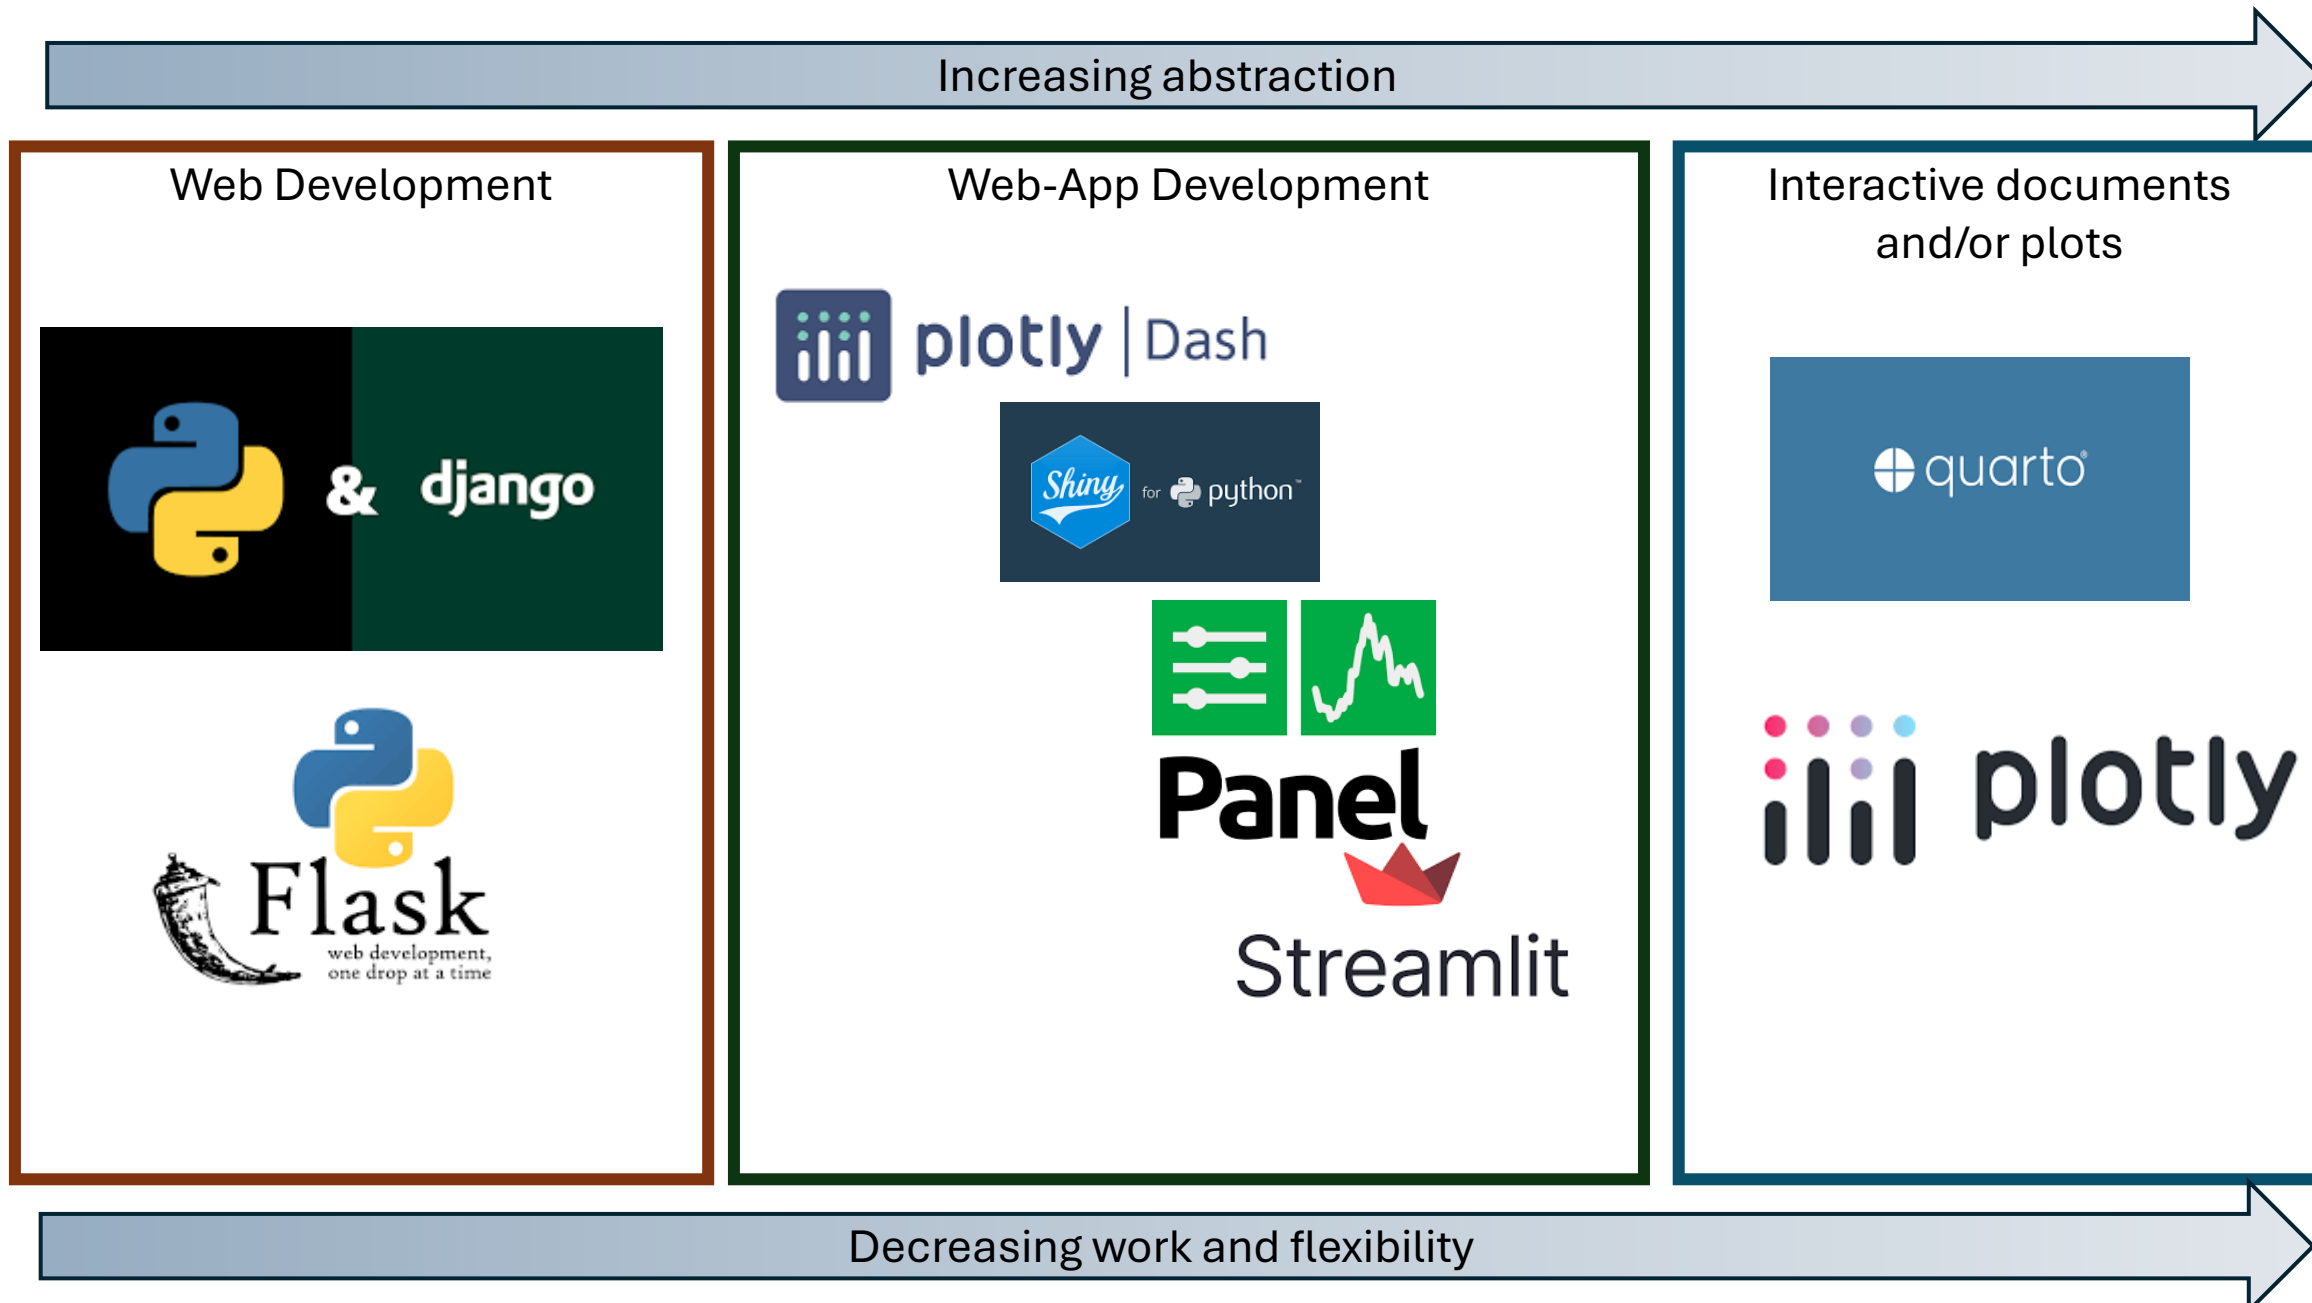 Increasing abstraction
Web Development
& django
Flask
web development,
one drop at a time
Web-App Development
plotly | Dash
Shiny for python™
Panel
Streamlit
Interactive documents
and/or plots
quarto®
plotly
Decreasing work and flexibility